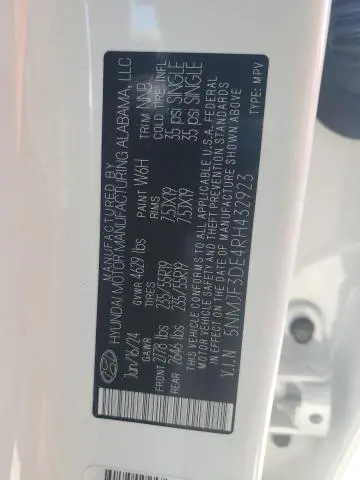 MANUFACTURED BY
HYUNDAI MOTOR MANUFACTURING ALABAMA, LLC
Jun/16/24 GVWR 4629 lbs PAINT W6H TRIM NNB
GAWR TIRES RIMS COLD TIRE INFL
FRONT 2778 lbs 235/55R19 7.5JX19 35 psi SINGLE
REAR 2646 lbs 235/55R19 7.5JX19 35 psi SINGLE
THIS VEHICLE CONFORMS TO ALL APPLICABLE U.S.A. FEDERAL
MOTOR VEHICLE SAFETY, BUMPER, AND THEFT PREVENTION STANDARDS
IN EFFECT ON THE DATE OF MANUFACTURE SHOWN ABOVE
V.I.N 5NMJF3DE4RH432923 TYPE: MPV